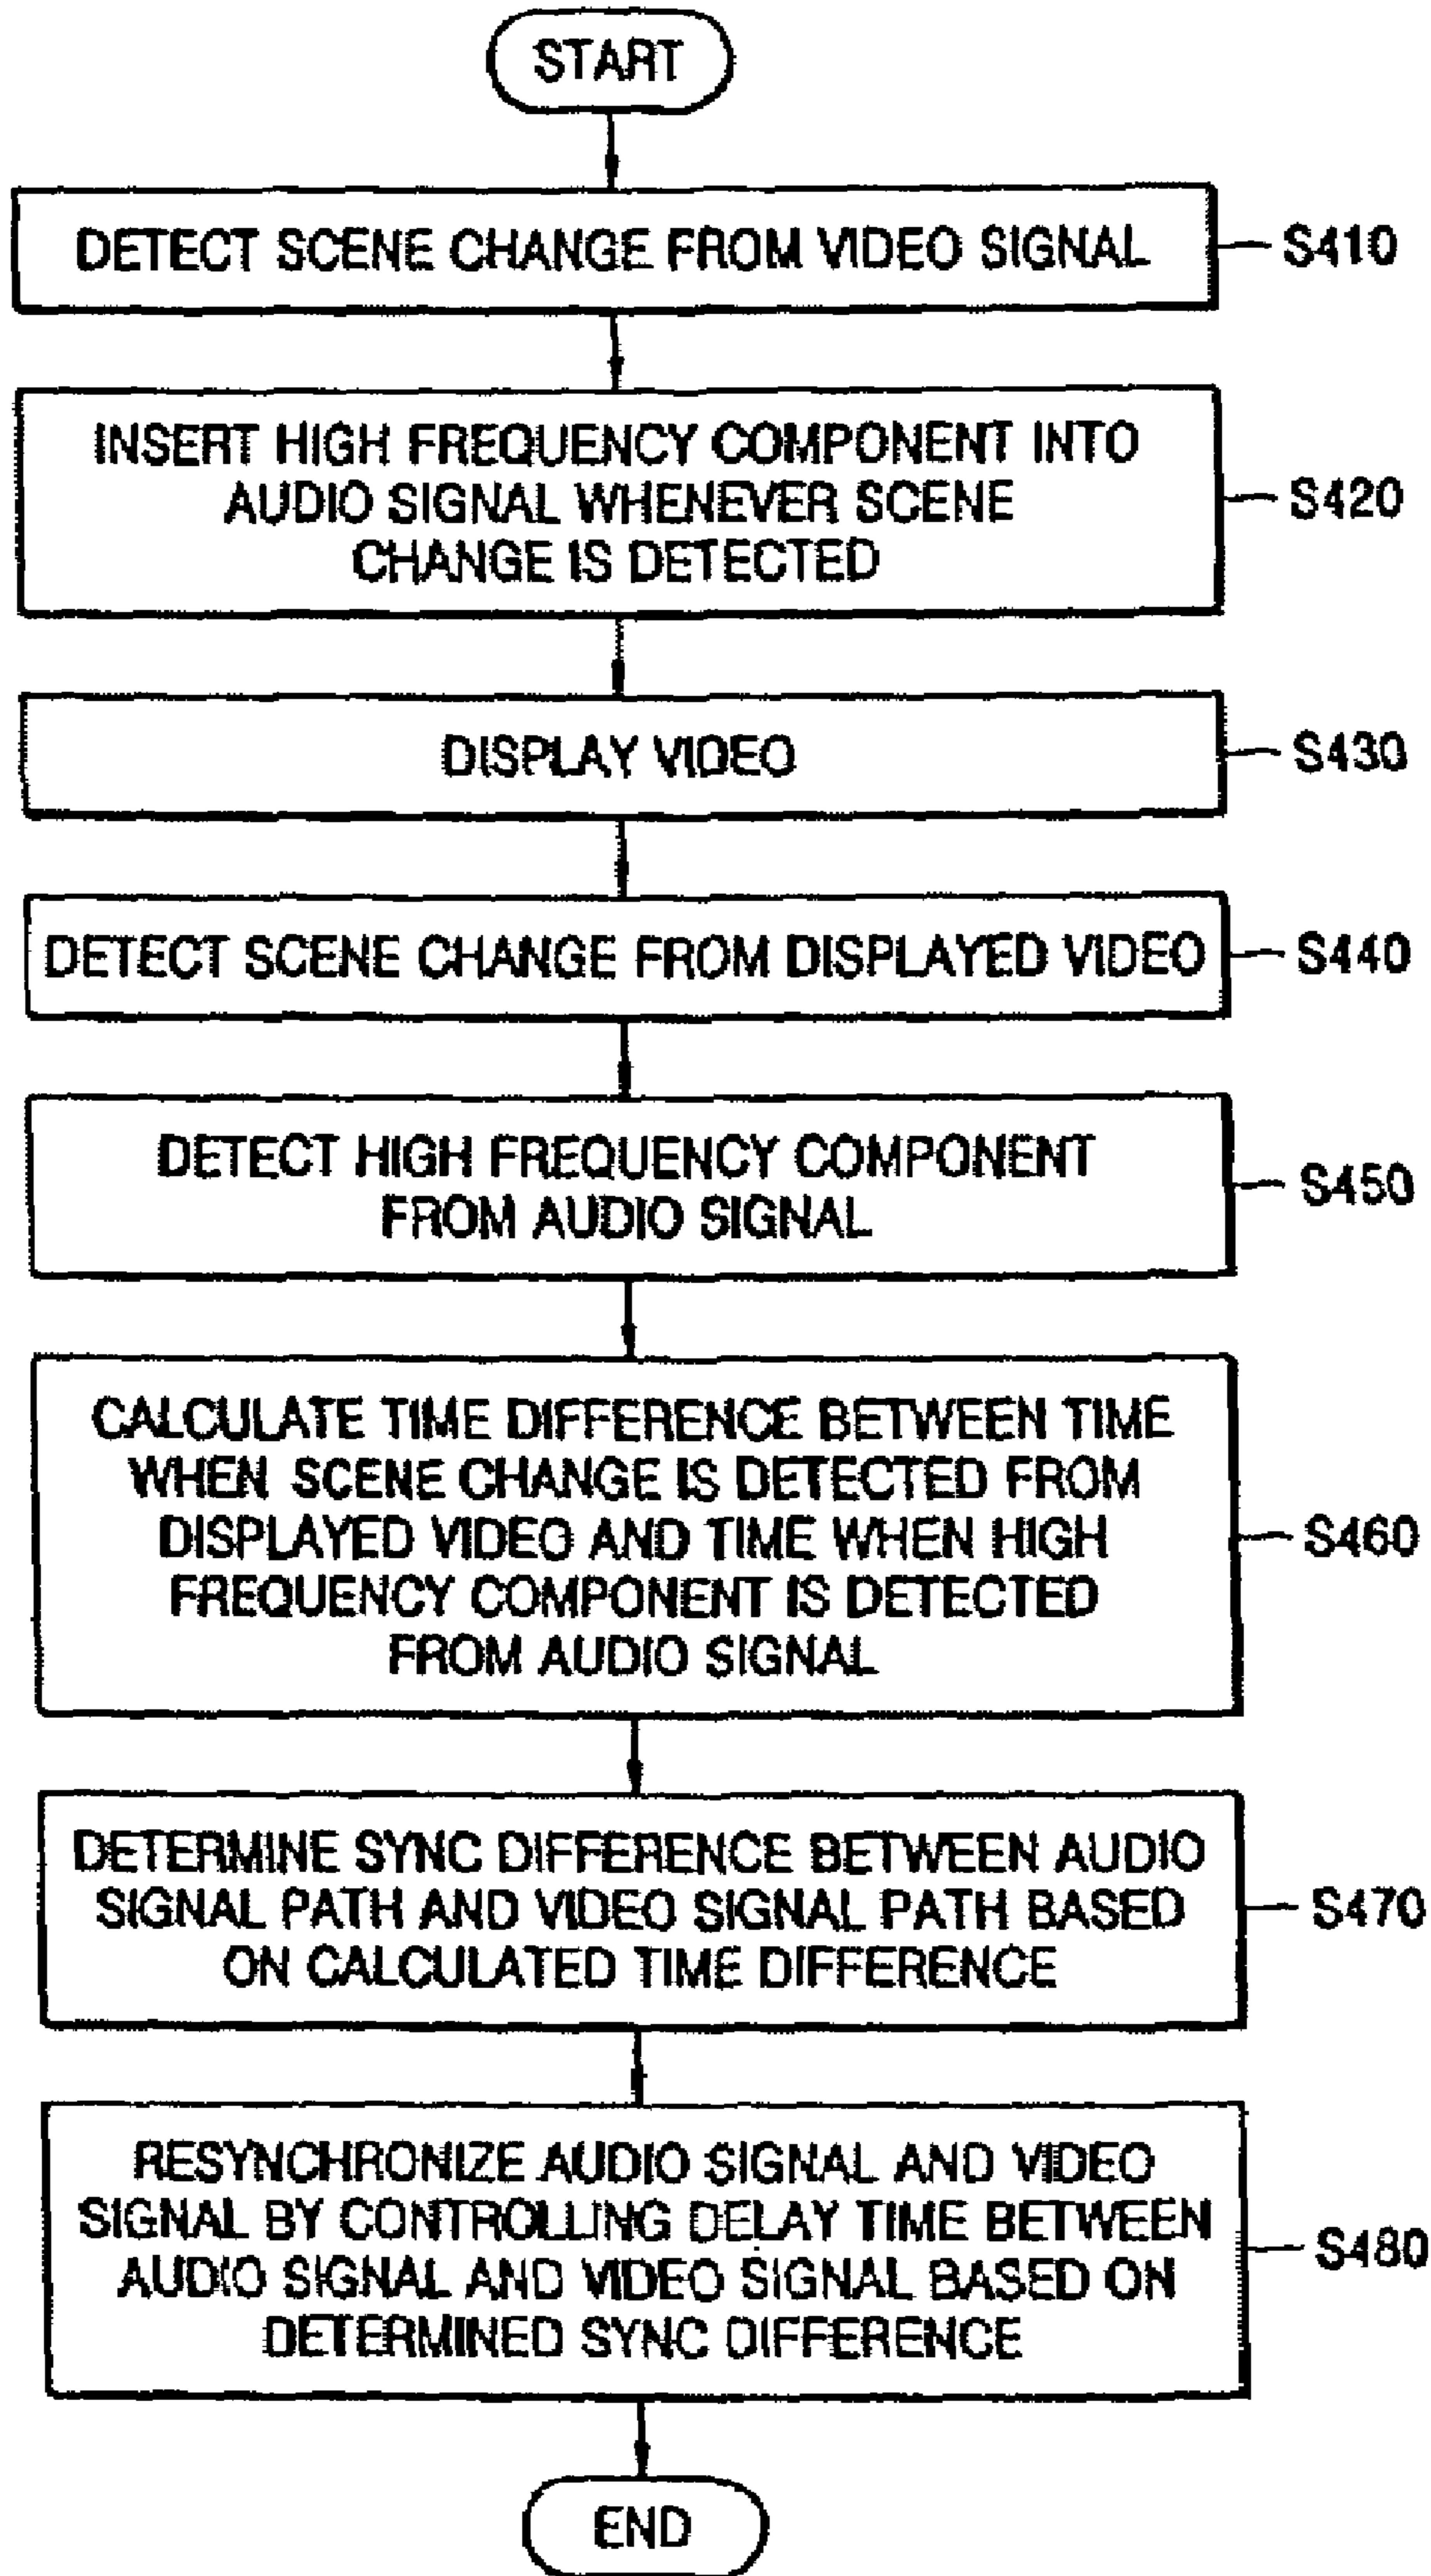 START
DETECT SCENE CHANGE FROM VIDEO SIGNAL
S410
INSERT HIGH FREQUENCY COMPONENT INTO
AUDIO SIGNAL WHENEVER SCENE
CHANGE IS DETECTED
S420
DISPLAY VIDEO
S430
DETECT SCENE CHANGE FROM DISPLAYED VIDEO
S440
DETECT HIGH FREQUENCY COMPONENT
FROM AUDIO SIGNAL
S450
CALCULATE TIME DIFFERENCE BETWEEN TIME
WHEN SCENE CHANGE IS DETECTED FROM
DISPLAYED VIDEO AND TIME WHEN HIGH
FREQUENCY COMPONENT IS DETECTED
FROM AUDIO SIGNAL
S460
DETERMINE SYNC DIFFERENCE BETWEEN AUDIO
SIGNAL PATH AND VIDEO SIGNAL PATH BASED
ON CALCULATED TIME DIFFERENCE
S470
RESYNCHRONIZE AUDIO SIGNAL AND VIDEO
SIGNAL BY CONTROLLING DELAY TIME BETWEEN
AUDIO SIGNAL AND VIDEO SIGNAL BASED ON
DETERMINED SYNC DIFFERENCE
S480
END